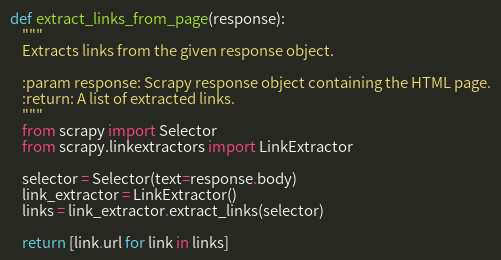 def extract_links_from_page(response):
    """
    Extracts links from the given response object.

    :param response: Scrapy response object containing the HTML page.
    :return: A list of extracted links.
    """
    from scrapy import Selector
    from scrapy.linkextractors import LinkExtractor

    selector = Selector(text=response.body)
    link_extractor = LinkExtractor()
    links = link_extractor.extract_links(selector)

    return [link.url for link in links]